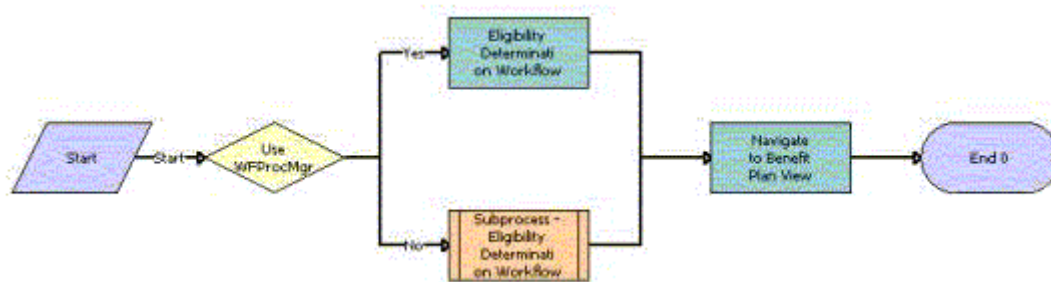 Eligibility
Determinati
on Workflow
Yes
Start
Start
Use
WFProcMgr
Navigate
to Benefit
Plan View
End 0
No
Subprocess -
Eligibility
Determinati
on Workflow